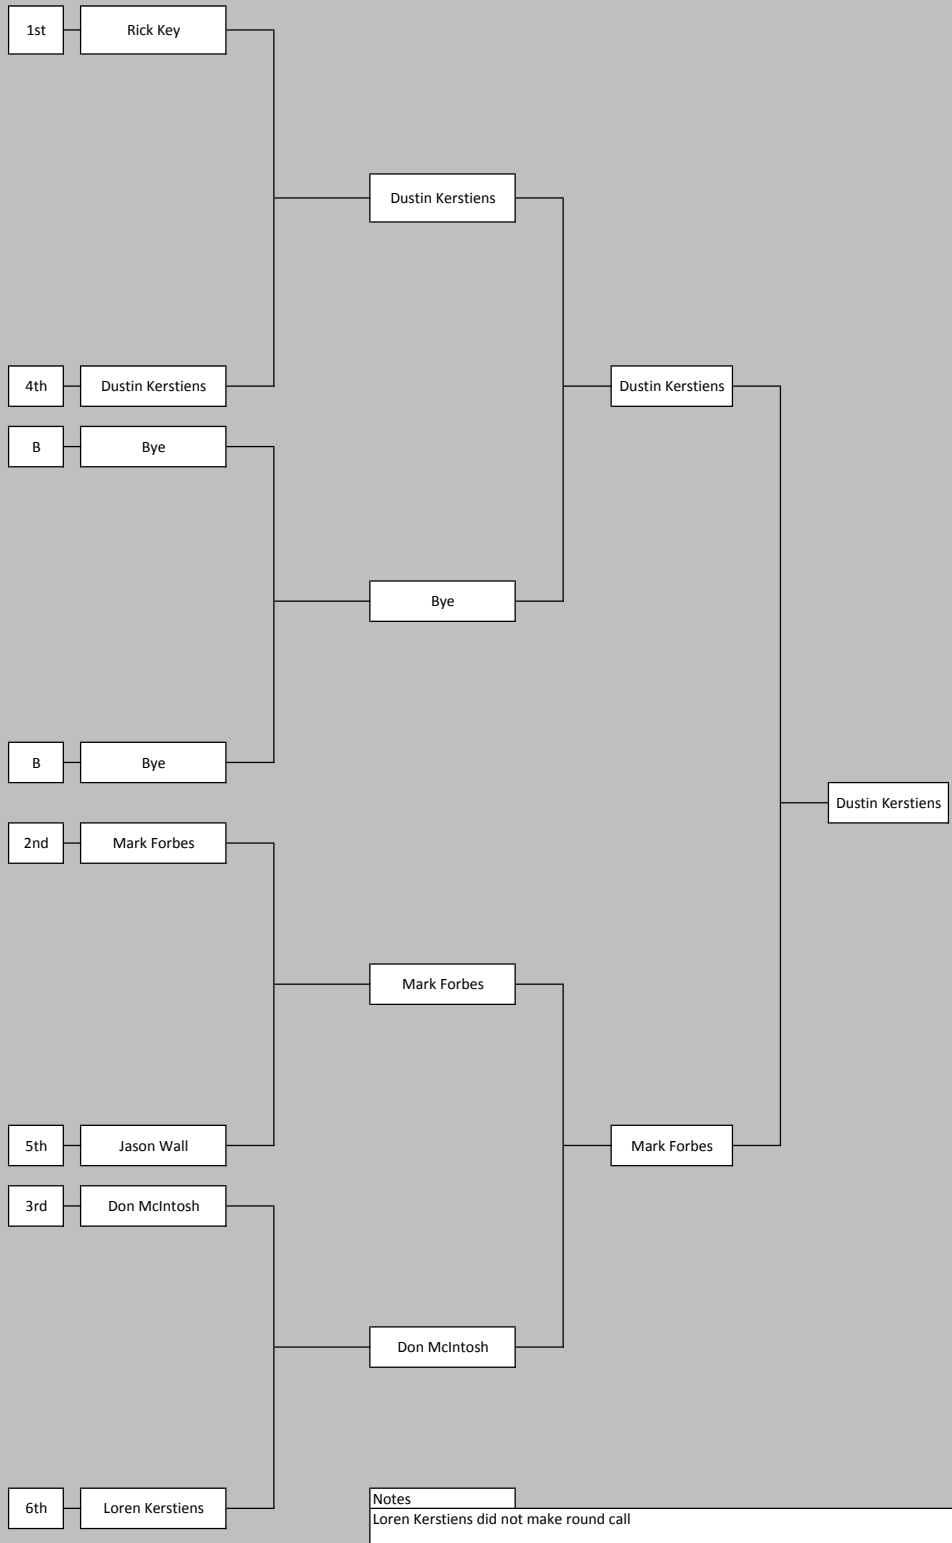 1st
Rick Key
Dustin Kerstiens
4th
Dustin Kerstiens
Dustin Kerstiens
B
Bye
Bye
B
Bye
Dustin Kerstiens
2nd
Mark Forbes
Mark Forbes
5th
Jason Wall
Mark Forbes
3rd
Don McIntosh
Don McIntosh
6th
Loren Kerstiens
Notes
Loren Kerstiens did not make round call